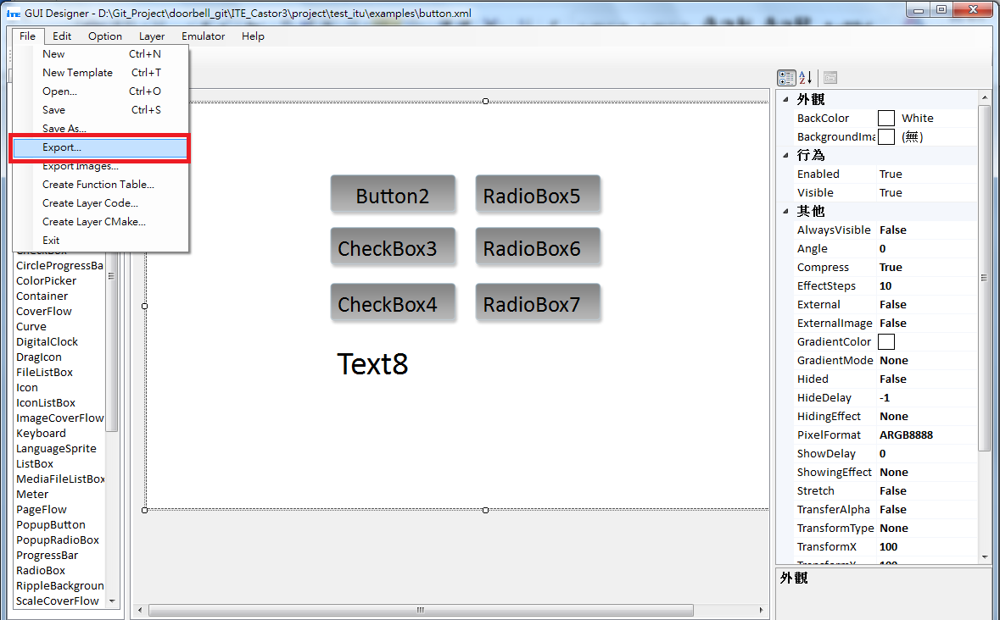 iTE GUI Designer - D:\Git_Project\doorbell_git\ITE_Castor3\project\test_itu\examples\button.xml
File Edit Option Layer Emulator Help
New Ctrl+N
New Template Ctrl+T
Open... Ctrl+O
Save Ctrl+S
Save As...
Export...
Export Images...
Create Function Table...
Create Layer Code...
Create Layer CMake...
Exit
CheckBox
CircleProgressBa
ColorPicker
Container
CoverFlow
Curve
DigitalClock
DragIcon
FileListBox
Icon
IconListBox
ImageCoverFlow
Keyboard
LanguageSprite
ListBox
MediaFileListBox
Meter
PageFlow
PopupButton
PopupRadioBox
ProgressBar
RadioBox
RippleBackgroun
ScaleCoverFlow
Button2 RadioBox5
CheckBox3 RadioBox6
CheckBox4 RadioBox7
Text8
外觀
BackColor White
BackgroundIma (無)
行為
Enabled True
Visible True
其他
AlwaysVisible False
Angle 0
Compress True
EffectSteps 10
External False
ExternalImage False
GradientColor
GradientMode None
Hided False
HideDelay -1
HidingEffect None
PixelFormat ARGB8888
ShowDelay 0
ShowingEffect None
Stretch False
TransferAlpha False
TransformType None
TransformX 100
外觀